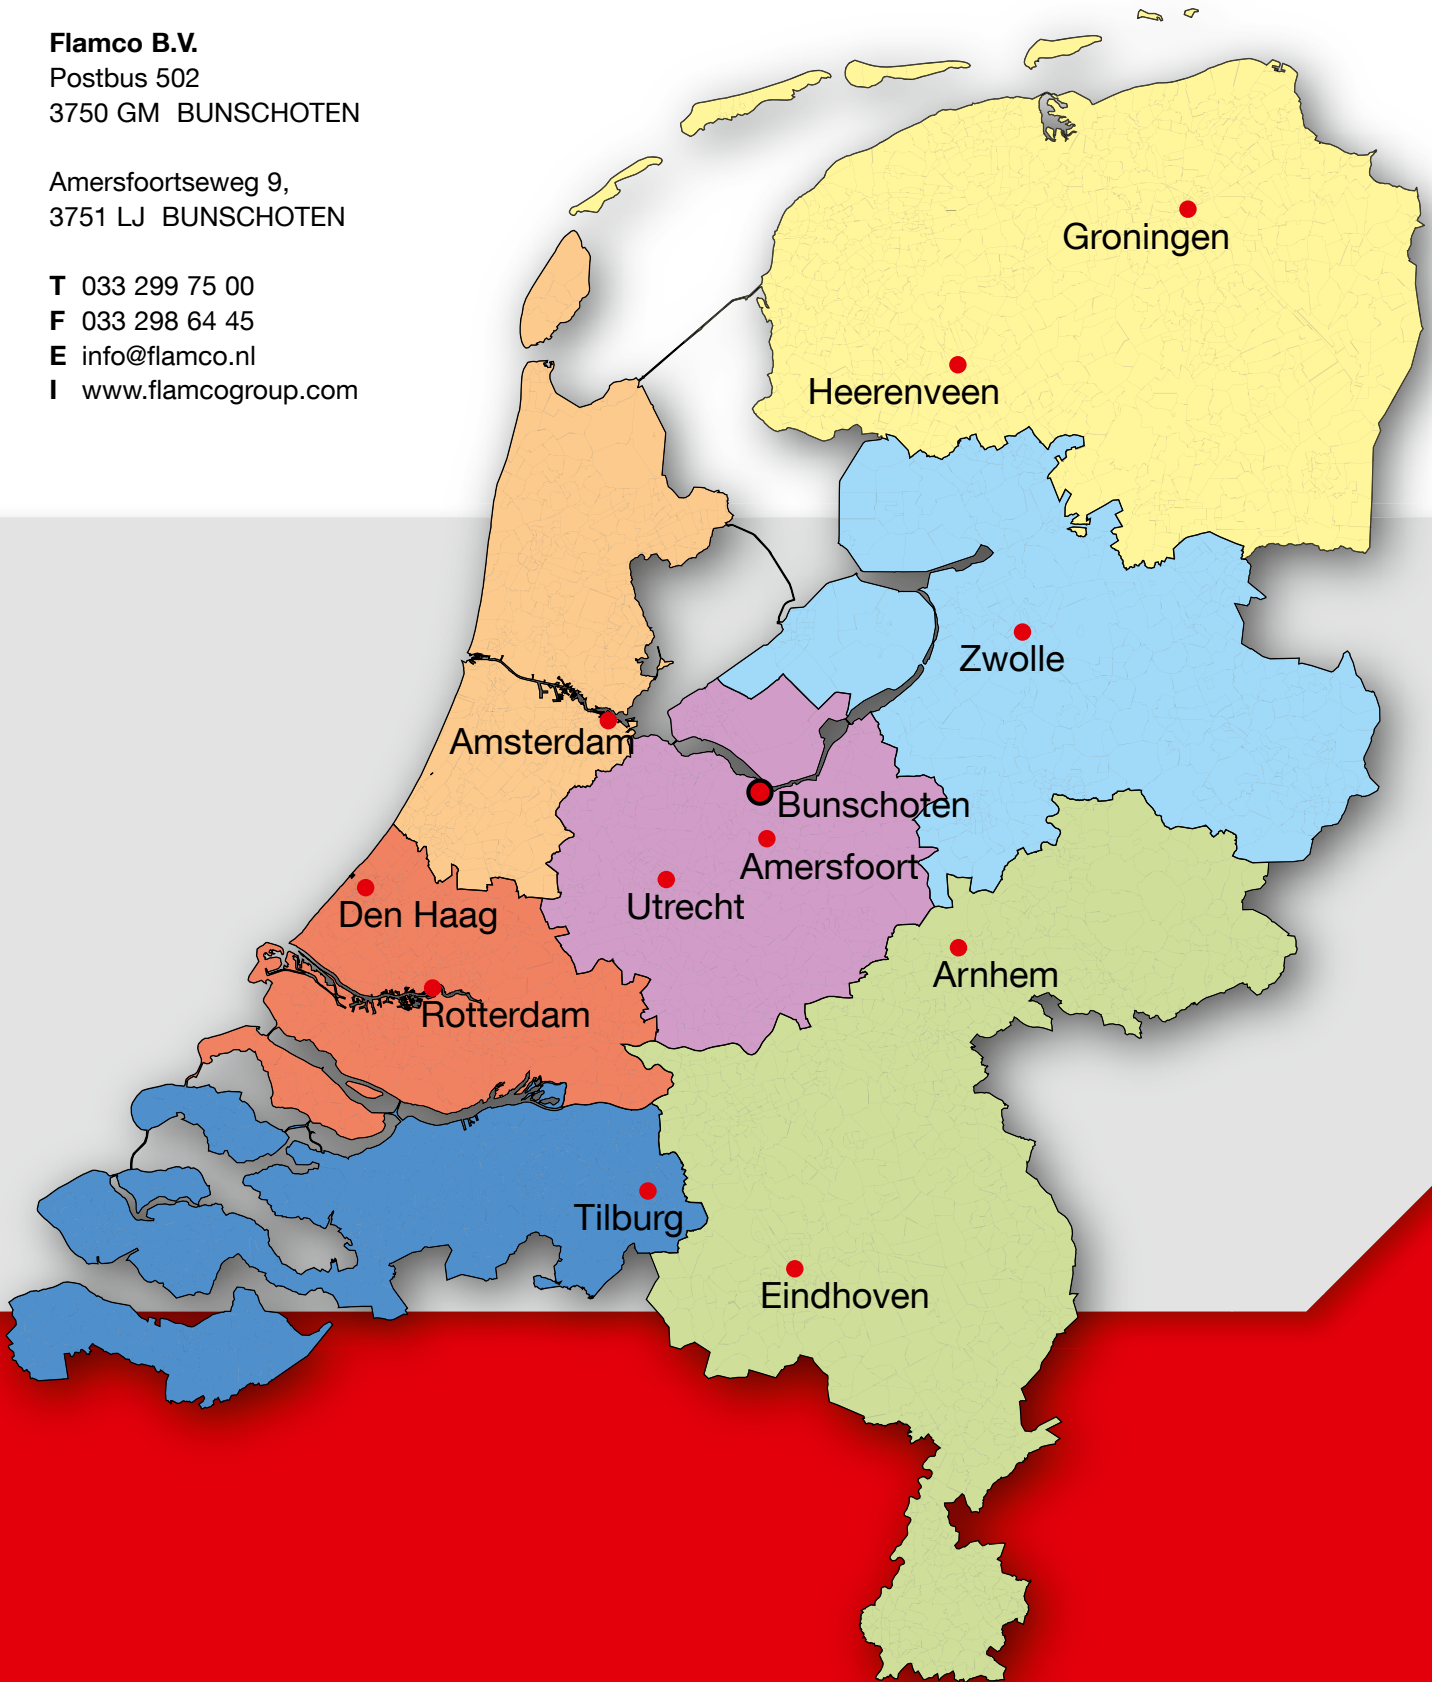 Flamco B.V.
Postbus 502
3750 GM BUNSCHOTEN
Amersfoortseweg 9,
3751 LJ BUNSCHOTEN
T 033 299 75 00
F 033 298 64 45
E info@flamco.nl
I www.flamcogroup.com
Groningen
Heerenveen
Zwolle
Amsterdam
Bunschoten
Amersfoort
Utrecht
Den Haag
Arnhem
Rotterdam
Tilburg
Eindhoven